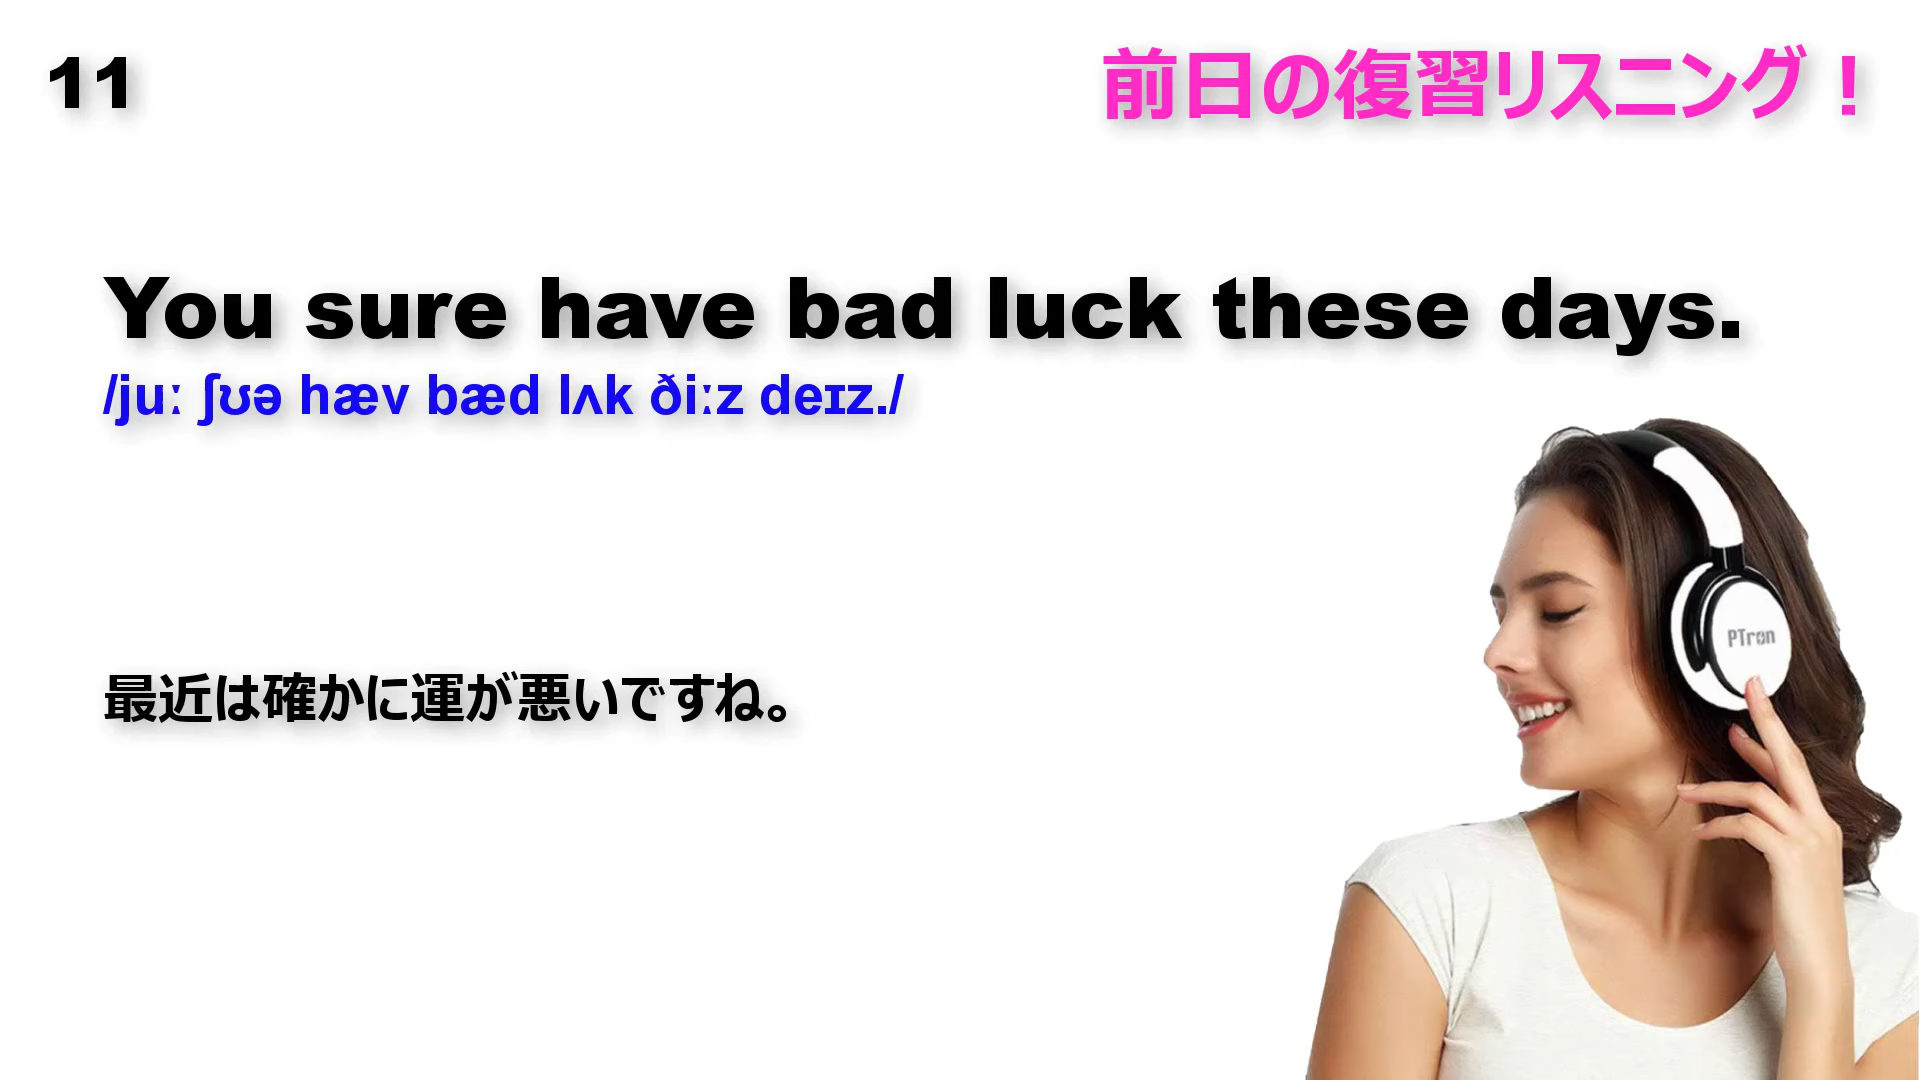 11
前日の復習リスニング！
You sure have bad luck these days.
/juː ʃʊə hæv bæd lʌk ðiːz deɪz./
最近は確かに運が悪いですね。
PTron